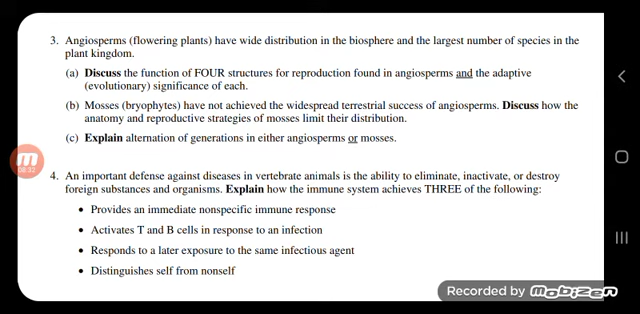 3. Angiosperms (flowering plants) have wide distribution in the biosphere and the largest number of species in the
plant kingdom.
(a) Discuss the function of FOUR structures for reproduction found in angiosperms and the adaptive
(evolutionary) significance of each.
(b) Mosses (bryophytes) have not achieved the widespread terrestrial success of angiosperms. Discuss how the
anatomy and reproductive strategies of mosses limit their distribution.
(c) Explain alternation of generations in either angiosperms or mosses.
08:32
4. An important defense against diseases in vertebrate animals is the ability to eliminate, inactivate, or destroy
foreign substances and organisms. Explain how the immune system achieves THREE of the following:
• Provides an immediate nonspecific immune response
• Activates T and B cells in response to an infection
• Responds to a later exposure to the same infectious agent
• Distinguishes self from nonself
Recorded by mobizen